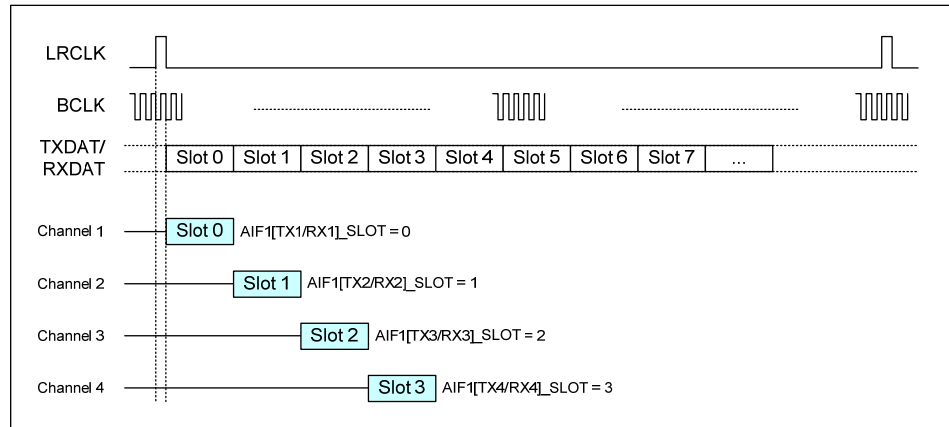 LRCLK
BCLK
TXDAT/
RXDAT
Slot 0 Slot 1 Slot 2 Slot 3 Slot 4 Slot 5 Slot 6 Slot 7 ...
Channel 1 Slot 0 AIF1[TX1/RX1]_SLOT = 0
Channel 2 Slot 1 AIF1[TX2/RX2]_SLOT = 1
Channel 3 Slot 2 AIF1[TX3/RX3]_SLOT = 2
Channel 4 Slot 3 AIF1[TX4/RX4]_SLOT = 3